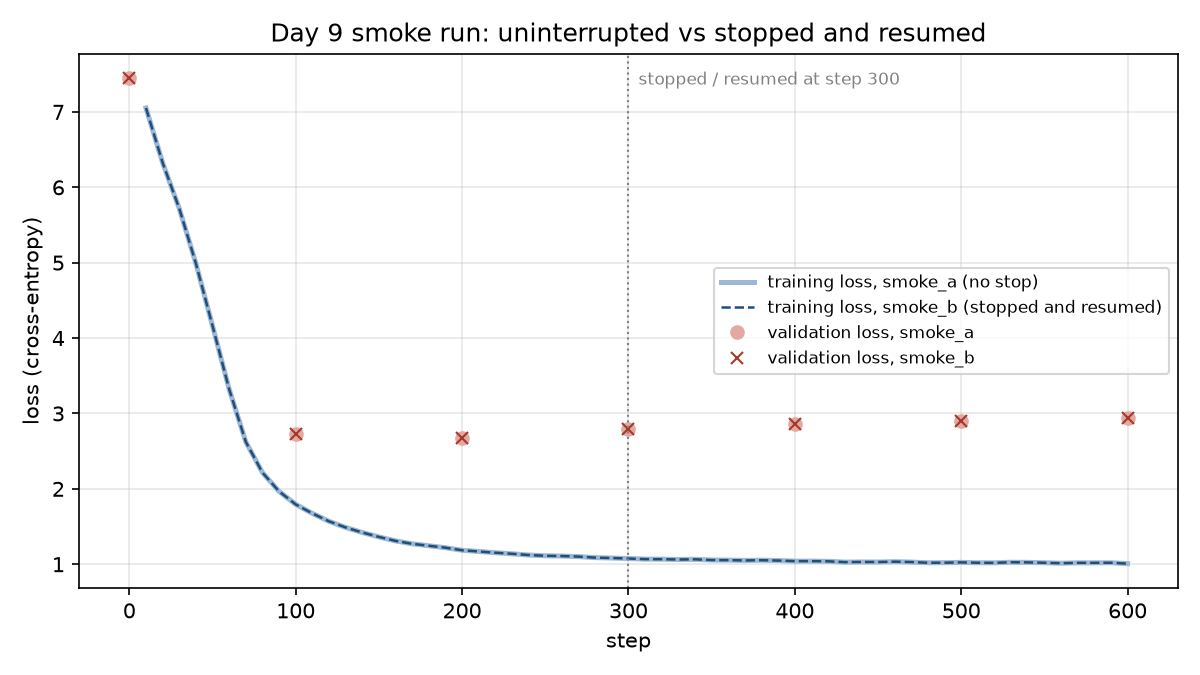 Day 9 smoke run: uninterrupted vs stopped and resumed
stopped / resumed at step 300
7
6
5
4
3
2
1
loss (cross-entropy)
training loss, smoke_a (no stop)
training loss, smoke_b (stopped and resumed)
validation loss, smoke_a
validation loss, smoke_b
0 100 200 300 400 500 600
step